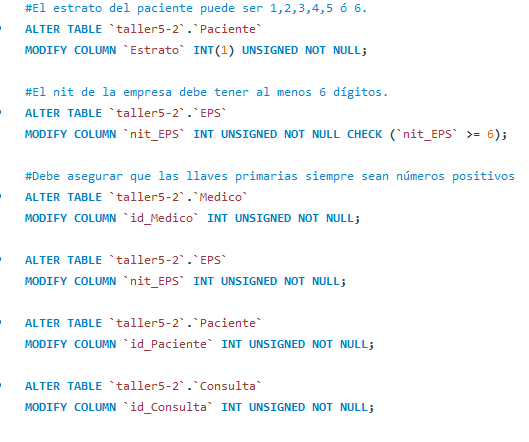 #El estrato del paciente puede ser 1,2,3,4,5 ó 6.
ALTER TABLE `taller5-2`.`Paciente`
MODIFY COLUMN `Estrato` INT(1) UNSIGNED NOT NULL;
#El nit de la empresa debe tener al menos 6 dígitos.
ALTER TABLE `taller5-2`.`EPS`
MODIFY COLUMN `nit_EPS` INT UNSIGNED NOT NULL CHECK (`nit_EPS` >= 6);
#Debe asegurar que las llaves primarias siempre sean números positivos
ALTER TABLE `taller5-2`.`Medico`
MODIFY COLUMN `id_Medico` INT UNSIGNED NOT NULL;
ALTER TABLE `taller5-2`.`EPS`
MODIFY COLUMN `nit_EPS` INT UNSIGNED NOT NULL;
ALTER TABLE `taller5-2`.`Paciente`
MODIFY COLUMN `id_Paciente` INT UNSIGNED NOT NULL;
ALTER TABLE `taller5-2`.`Consulta`
MODIFY COLUMN `id_Consulta` INT UNSIGNED NOT NULL;